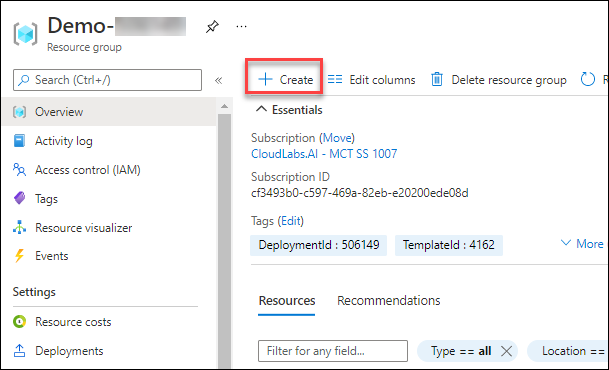 Demo-
Resource group
Search (Ctrl+/)
Overview
Activity log
Access control (IAM)
Tags
Resource visualizer
Events
Settings
Resource costs
Deployments
Create
Edit columns
Delete resource group
Essentials
Subscription (Move)
CloudLabs.AI - MCT SS 1007
Subscription ID
cf3493b0-c597-469a-82eb-e20200ede08d
Tags (Edit)
DeploymentId : 506149
TemplateId : 4162
More
Resources
Recommendations
Filter for any field...
Type == all
Location ==